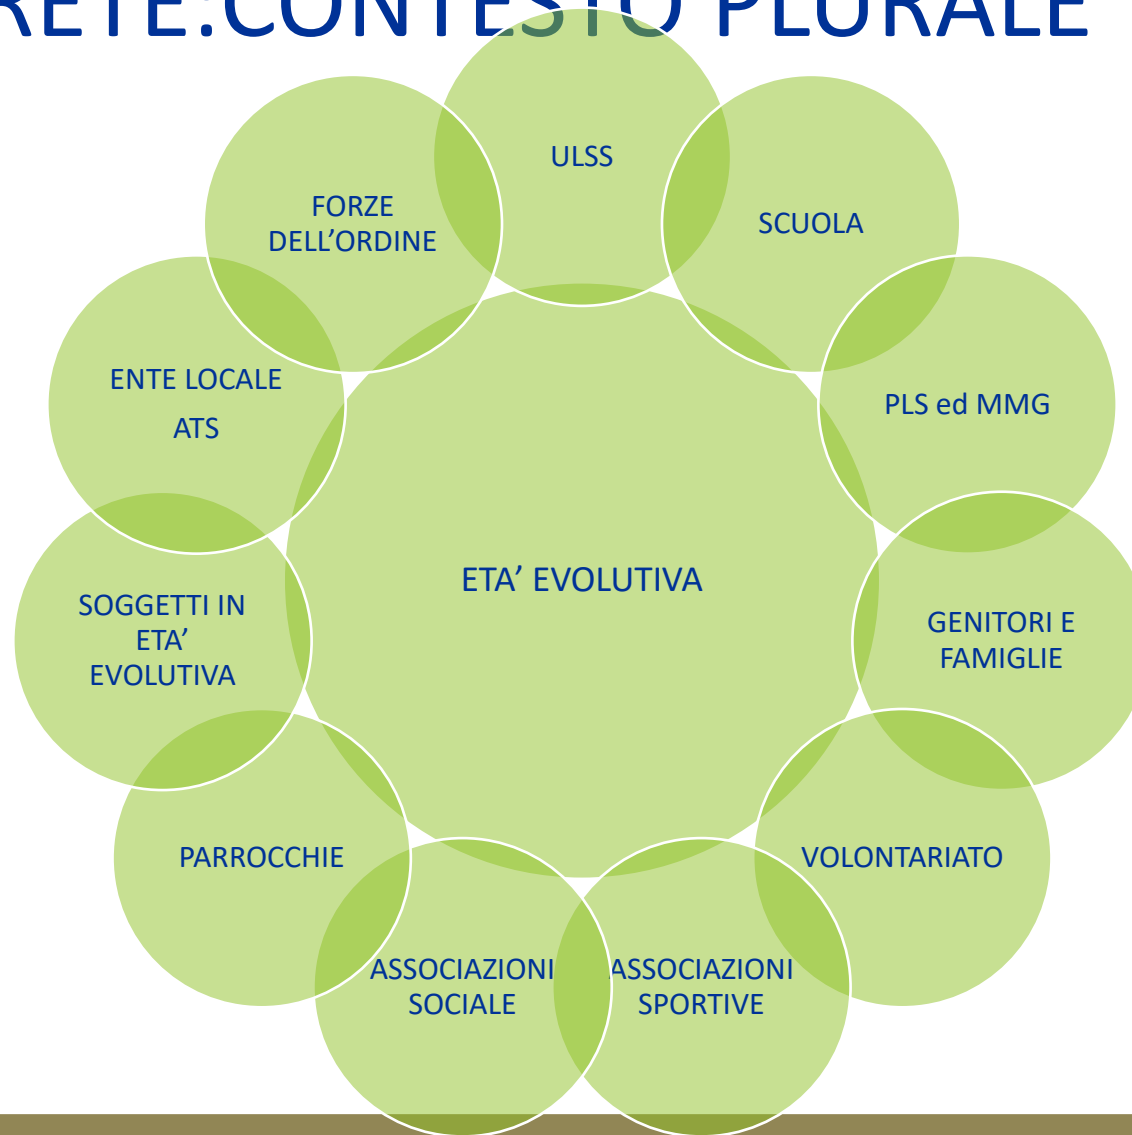 RETE:CONTESTO PLURALE
ULSS
SCUOLA
PLS ed MMG
GENITORI E
FAMIGLIE
VOLONTARIATO
ASSOCIAZIONI
SPORTIVE
ASSOCIAZIONI
SOCIALE
PARROCCHIE
SOGGETTI IN
ETA’
EVOLUTIVA
ENTE LOCALE
ATS
FORZE
DELL’ORDINE
ETA’ EVOLUTIVA